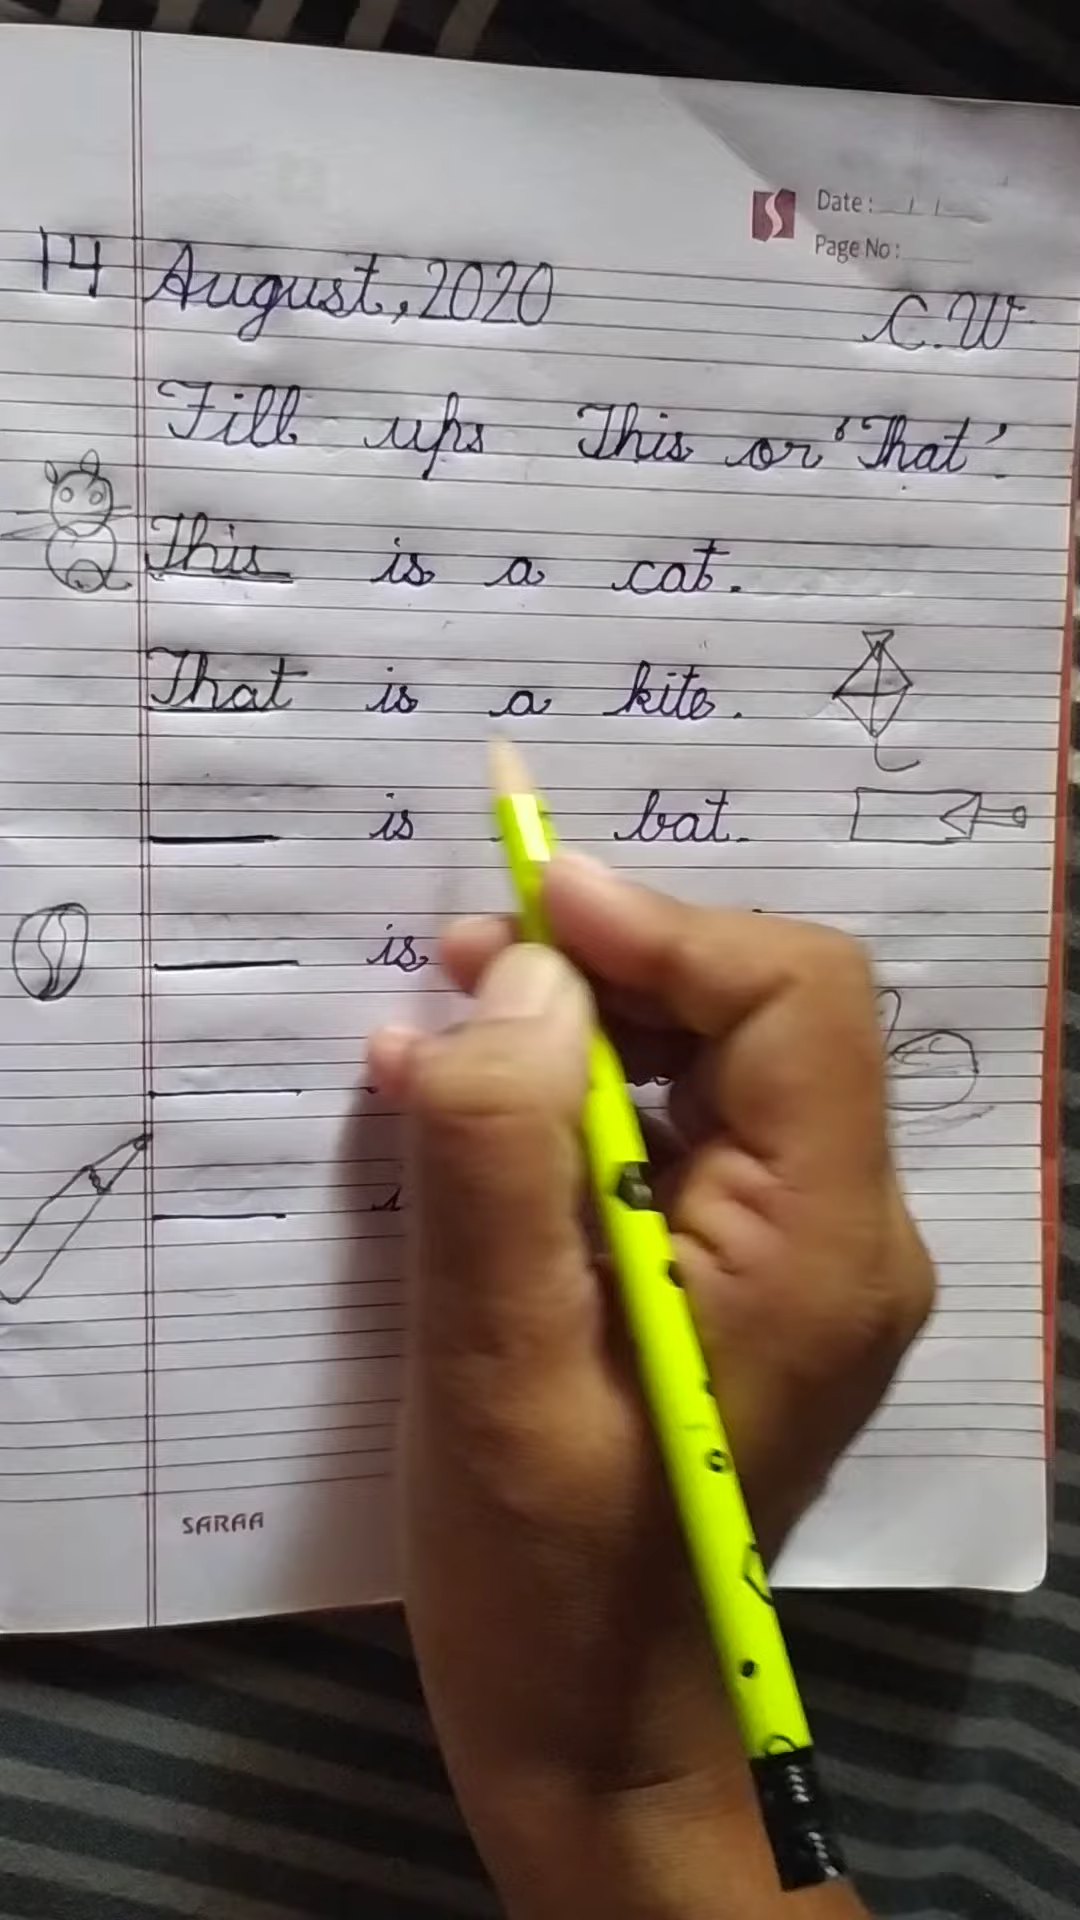 Date :
Page No :
14 August, 2020
C.W
Fill ups This or 'That'.
This is a cat.
That is a kite.
is bat.
is
SARAA